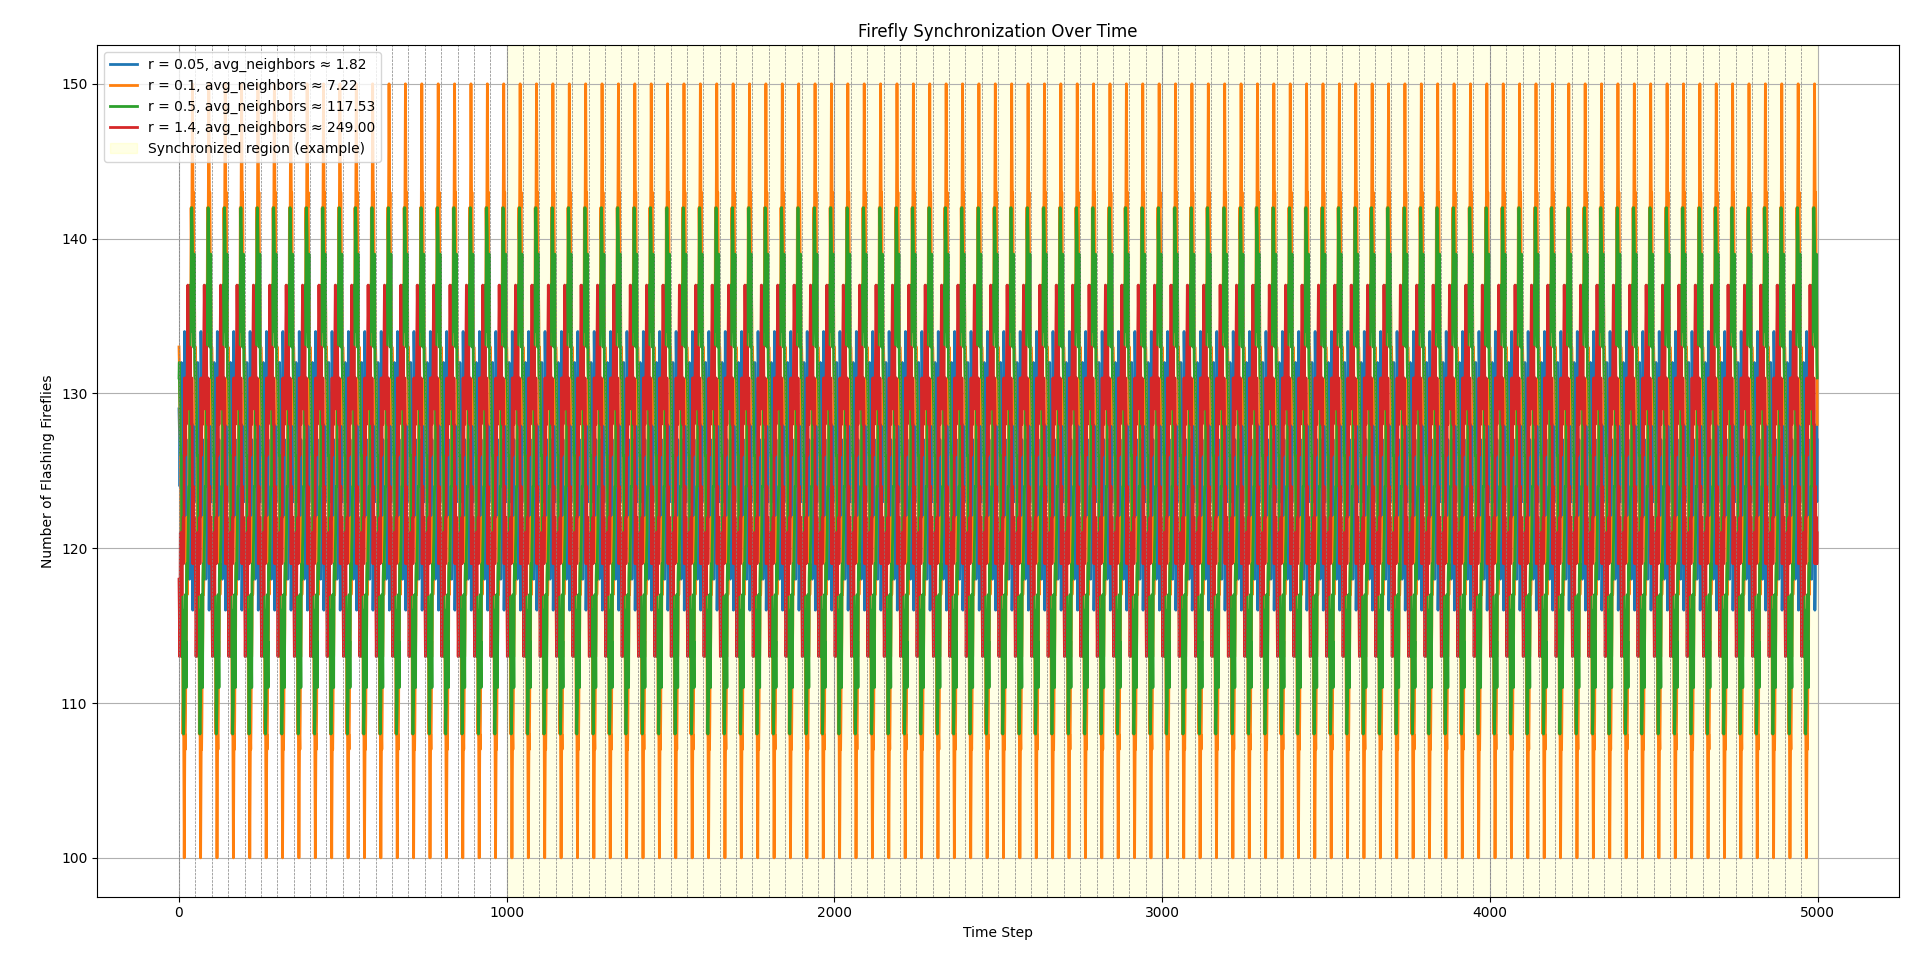 Firefly Synchronization Over Time
r = 0.05, avg_neighbors ≈ 1.82
r = 0.1, avg_neighbors ≈ 7.22
r = 0.5, avg_neighbors ≈ 117.53
r = 1.4, avg_neighbors ≈ 249.00
Synchronized region (example)
Number of Flashing Fireflies
150
140
130
120
110
100
0 1000 2000 3000 4000 5000
Time Step